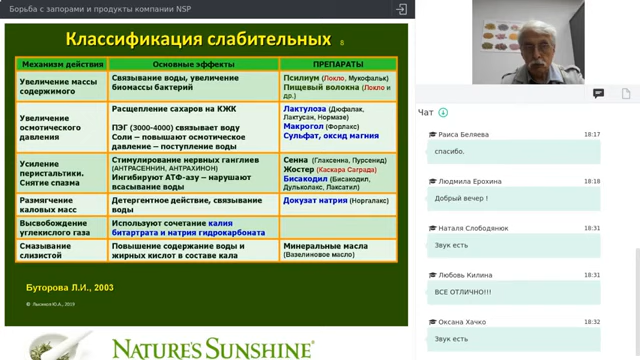 Борьба с запорами и продукты компании NSP
Классификация слабительных 8
Механизм действия
Основные эффекты
ПРЕПАРАТЫ
Увеличение массы
содержимого
Связывание воды, увеличение
биомассы бактерий
Псилиум (Локло, Мукофальк)
Пищевые волокна (Локло и
др.)
Увеличение
осмотического
давления
Расщепление сахаров на КЖК
ПЭГ (3000-4000) связывает воду
Соли – повышают осмотическое
давление – поступление воды
Лактулоза (Дюфалак,
Лактусан, Нормазе)
Макрогол (Форлакс)
Сульфат, оксид магния
Усиление
перистальтики.
Снятие спазма
Стимулирование нервных ганглиев
(АНТРАСЕННИН, АНТРАХИНОН)
Ингибируют АТФ-азу – нарушают
всасывание воды
Сенна (Глаксенна, Пурсенид)
Жостер (Каскара Саграда)
Бисакодил (Бисакодил,
Дульколакс, Лаксатил)
Размягчение
каловых масс
Детергентное действие, связывание
воды
Докузат натрия (Норгалакс)
Высвобождение
углекислого газа
Используют сочетание калия
битартрата и натрия гидрокарбоната
Смазывание
слизистой
Повышение содержание воды и
жирных кислот в составе кала
Минеральные масла
(Вазелиновое масло)
Буторова Л.И., 2003
© Лысиков Ю.А., 2019
NATURE'S SUNSHINE®
Чат
Раиса Беляева 18:17
спасибо.
Людмила Ерохина 18:18
Добрый вечер !
Наталия Слободянюк 18:31
Звук есть
Любовь Килина 18:31
ВСЕ ОТЛИЧНО!!!
Оксана Хачко 18:32
Звук есть